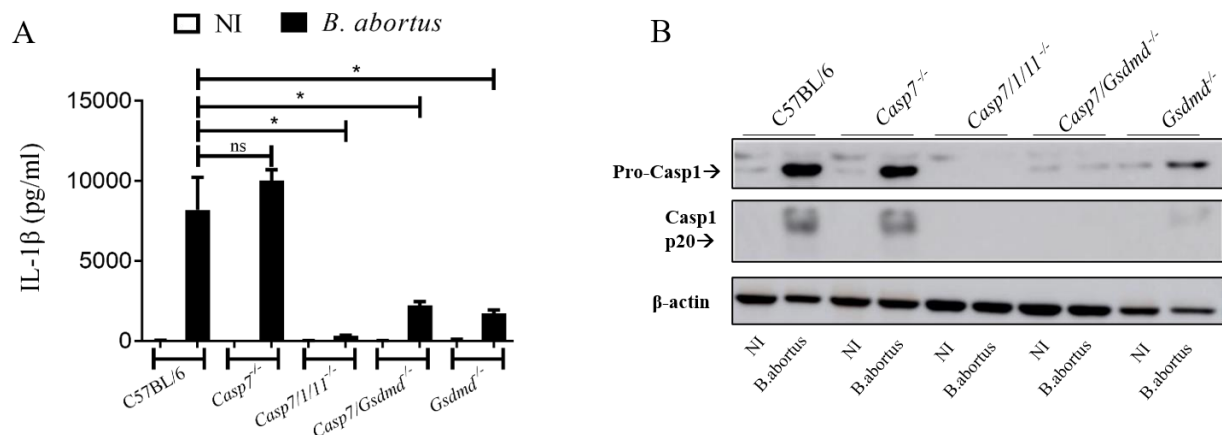 A
NI B. abortus
IL-1β (pg/ml)
15000
10000
5000
0
*
*
*
ns
C57BL/6
Casp7-/-
Casp7/1/11-/-
Casp7/Gsdmd-/-
Gsdmd-/-
B
C57BL/6
Casp7-/-
Casp7/1/11-/-
Casp7/Gsdmd-/-
Gsdmd-/-
Pro-Casp1→
Casp1
p20→
β-actin
NI
B.abortus
NI
B.abortus
NI
B.abortus
NI
B.abortus
NI
B.abortus